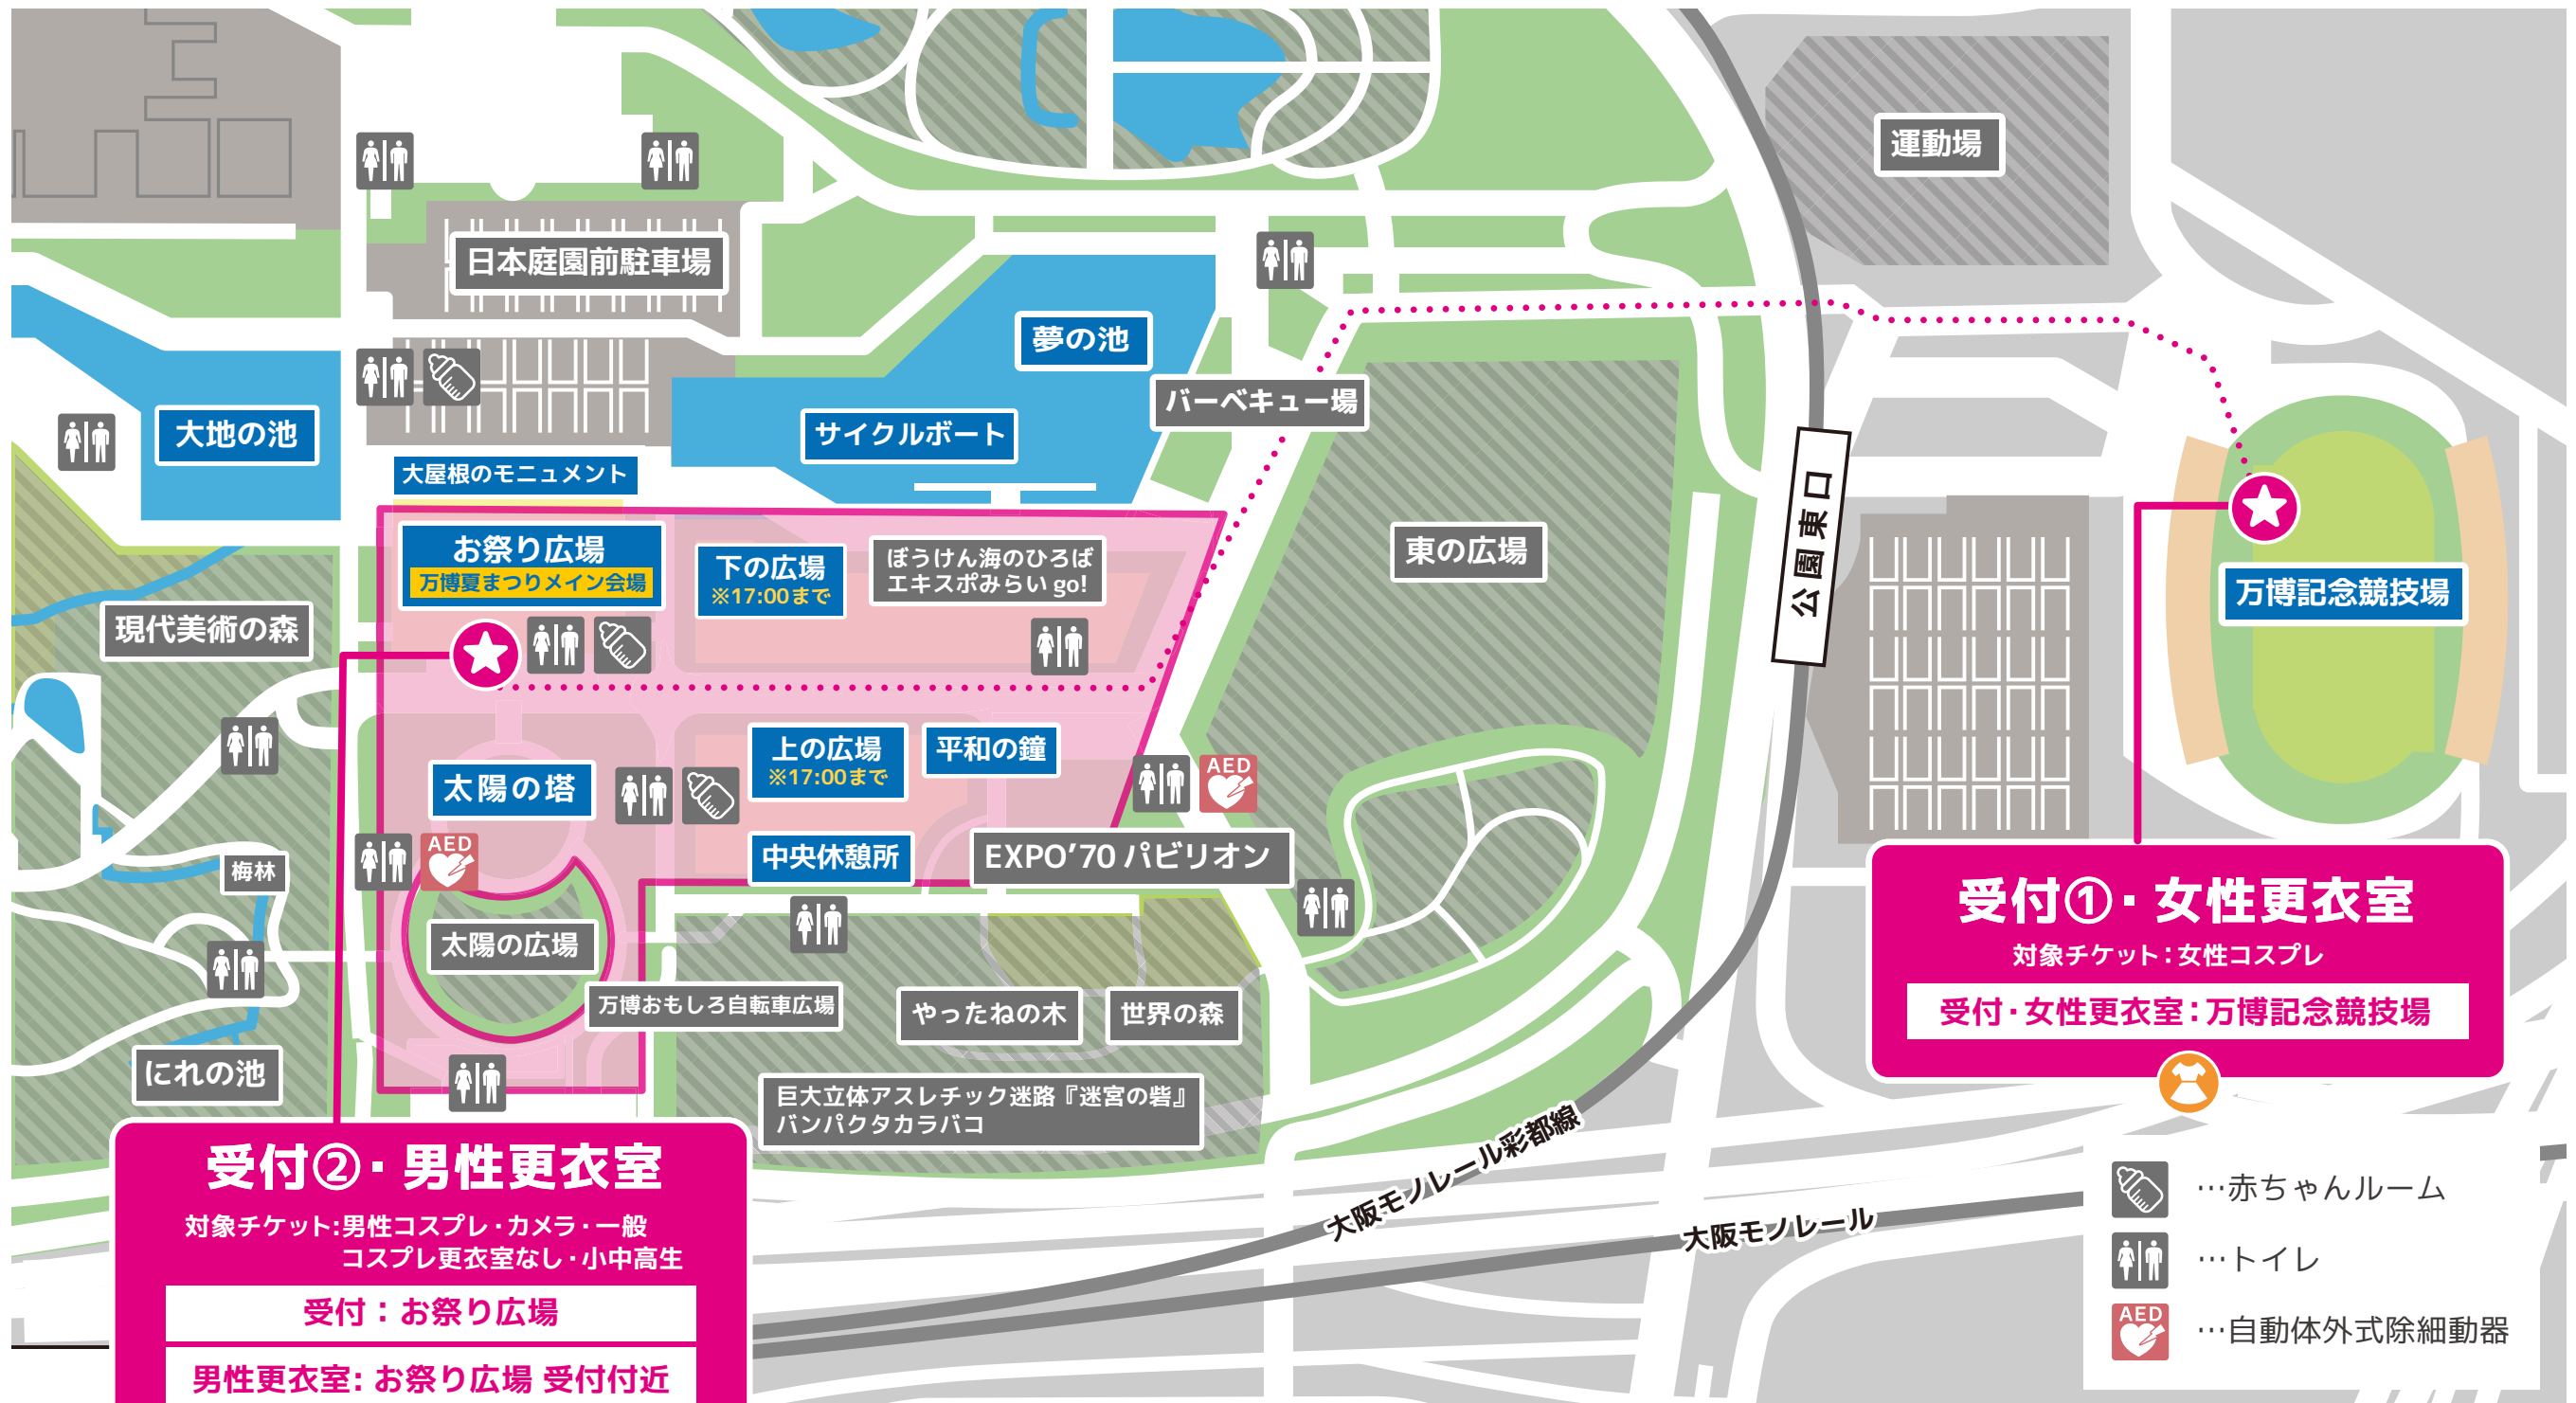 運動場
日本庭園前駐車場
夢の池
バーベキュー場
大地の池
サイクルボート
大屋根のモニュメント
公園東口
お祭り広場
万博夏まつりメイン会場
下の広場
※17:00まで
ぼうけん海のひろば
エキスポみらい go!
東の広場
万博記念競技場
現代美術の森
太陽の塔
上の広場
※17:00まで
平和の鐘
AED
AED
中央休憩所
EXPO'70 パビリオン
梅林
太陽の広場
万博おもしろ自転車広場
やったねの木
世界の森
にれの池
巨大立体アスレチック迷路『迷宮の砦』
バンパクタカラバコ
受付①・女性更衣室
対象チケット：女性コスプレ
受付・女性更衣室：万博記念競技場
受付②・男性更衣室
対象チケット：男性コスプレ・カメラ・一般
コスプレ更衣室なし・小中高生
受付：お祭り広場
男性更衣室：お祭り広場 受付付近
大阪モノレール彩都線
大阪モノレール
…赤ちゃんルーム
…トイレ
AED
…自動体外式除細動器